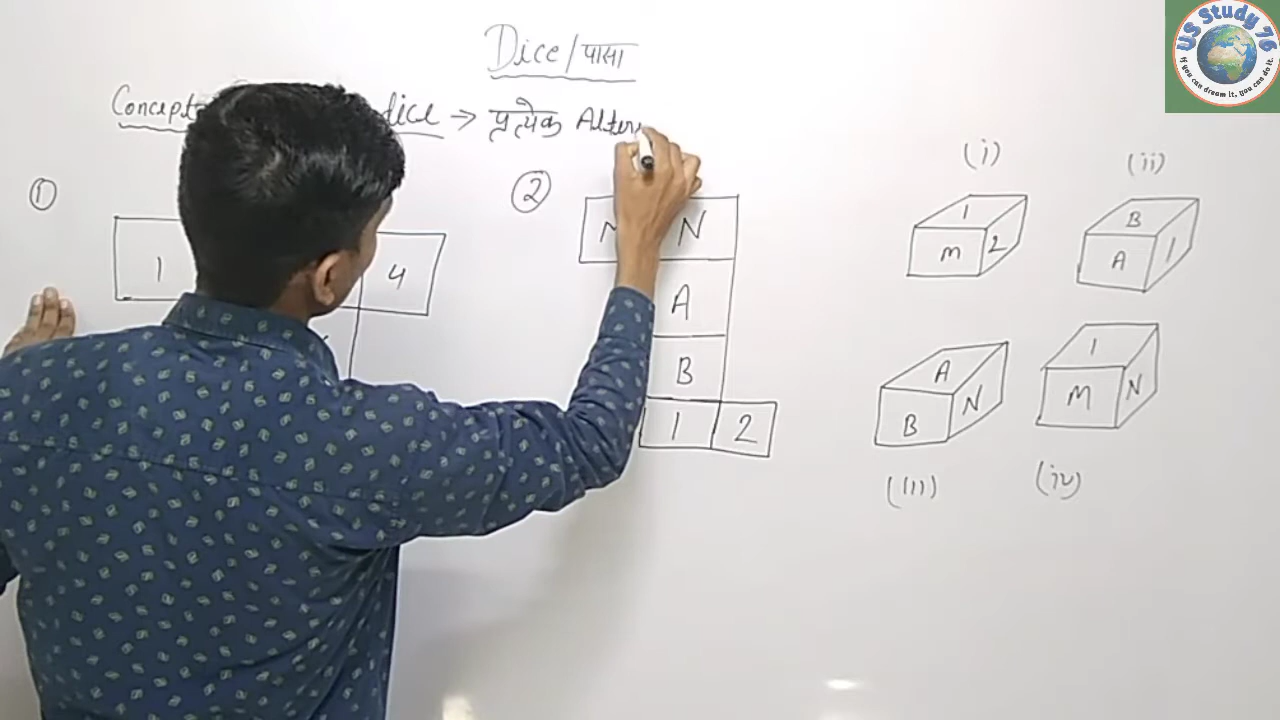 US Study 76
If you can dream it, you can do it.
Dice/पासा
Concept dice → प्रत्येक Alter
(i) (ii)
① ②
1 4
N
A
B
1 2
1
M 2
B
A 1
A
B N
1
M N
(iii) (iv)